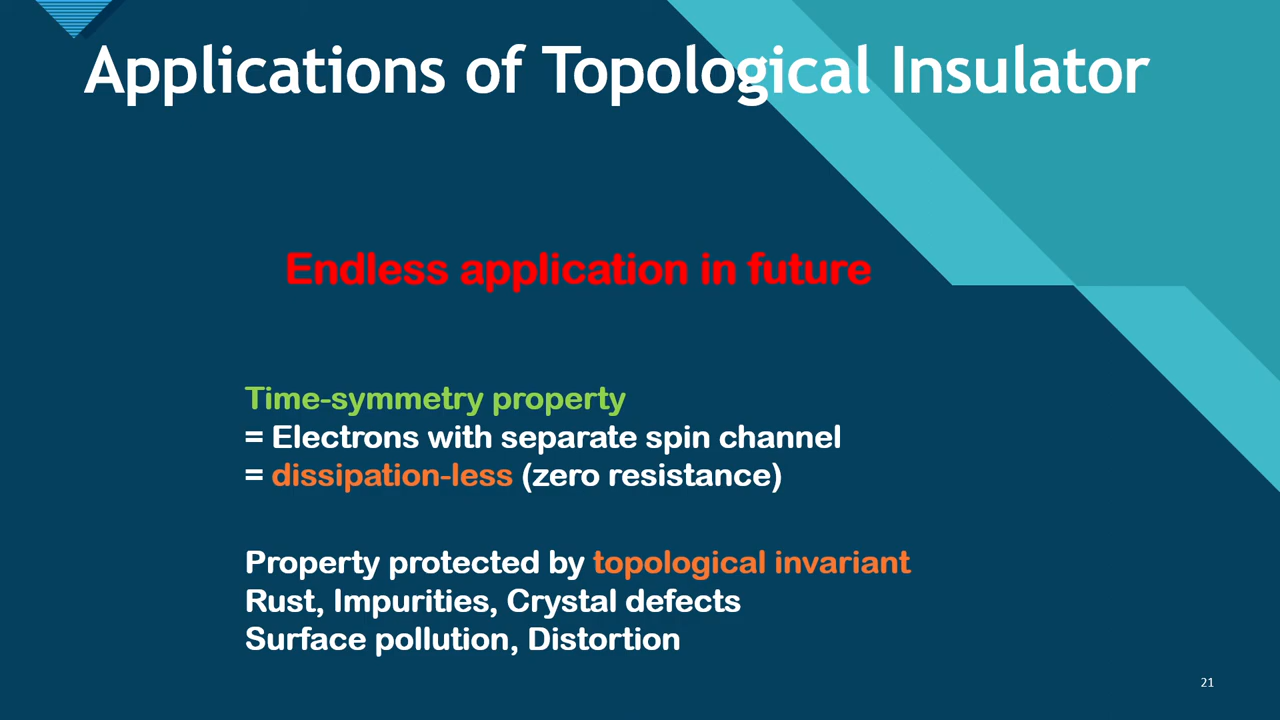 Applications of Topological Insulator
Endless application in future
Time-symmetry property
= Electrons with separate spin channel
= dissipation-less (zero resistance)
Property protected by topological invariant
Rust, Impurities, Crystal defects
Surface pollution, Distortion
21